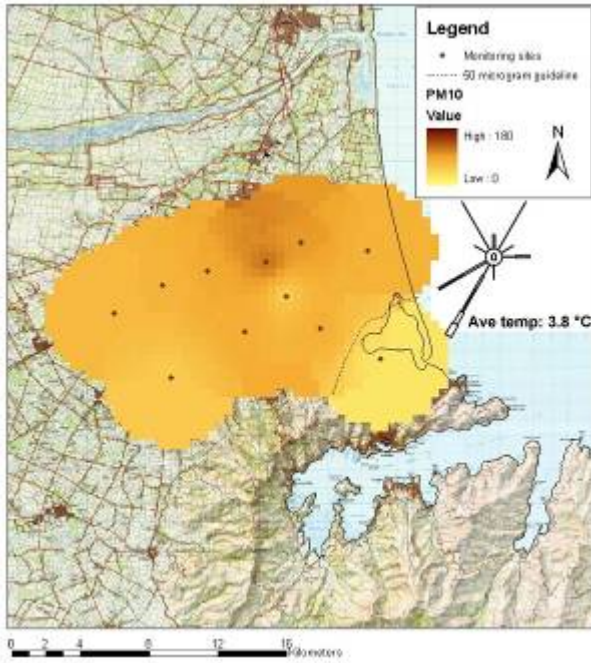 Legend
Monitoring sites
50 microgram guideline
PM10
Value
High : 180
Low : 0
N
Ave temp: 3.8 °C
0 2 4 8 12 16
Kilometers